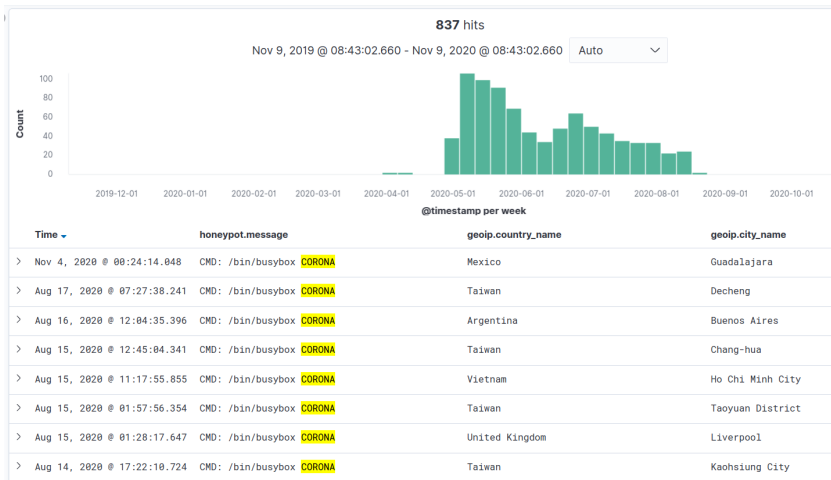 837 hits
Nov 9, 2019 @ 08:43:02.660 - Nov 9, 2020 @ 08:43:02.660 Auto
100
80
60
40
20
0
Count
2019-12-01 2020-01-01 2020-02-01 2020-03-01 2020-04-01 2020-05-01 2020-06-01 2020-07-01 2020-08-01 2020-09-01 2020-10-01
@timestamp per week
Time honeypot.message geoip.country_name geoip.city_name
> Nov 4, 2020 @ 00:24:14.048 CMD: /bin/busybox CORONA Mexico Guadalajara
> Aug 17, 2020 @ 07:27:38.241 CMD: /bin/busybox CORONA Taiwan Decheng
> Aug 16, 2020 @ 12:04:35.396 CMD: /bin/busybox CORONA Argentina Buenos Aires
> Aug 15, 2020 @ 12:45:04.341 CMD: /bin/busybox CORONA Taiwan Chang-hua
> Aug 15, 2020 @ 11:17:55.855 CMD: /bin/busybox CORONA Vietnam Ho Chi Minh City
> Aug 15, 2020 @ 01:57:56.354 CMD: /bin/busybox CORONA Taiwan Taoyuan District
> Aug 15, 2020 @ 01:28:17.647 CMD: /bin/busybox CORONA United Kingdom Liverpool
> Aug 14, 2020 @ 17:22:10.724 CMD: /bin/busybox CORONA Taiwan Kaohsiung City